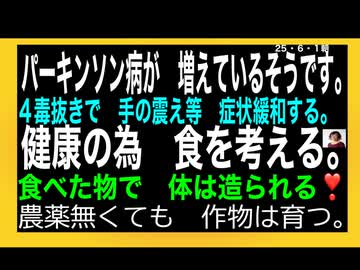 25・6・1朝
パーキンソン病が　増えているそうです。
4毒抜きで　手の震え等　症状緩和する。
健康の為　食を考える。
食べた物で　体は造られる❗
農薬無くても　作物は育つ。